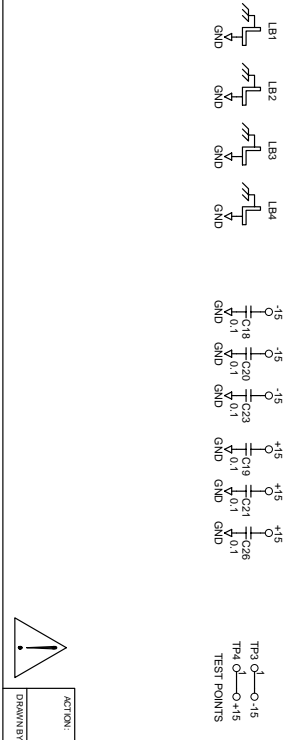 LB1
GND
LB2
GND
LB3
GND
LB4
GND
-15
C18
0.1
GND
-15
C20
0.1
GND
-15
C23
0.1
GND
+15
C19
0.1
GND
+15
C21
0.1
GND
+15
C26
0.1
GND
TP3 1 -15
TP4 1 +15
TEST POINTS
!
ACTION:
DRAWN BY